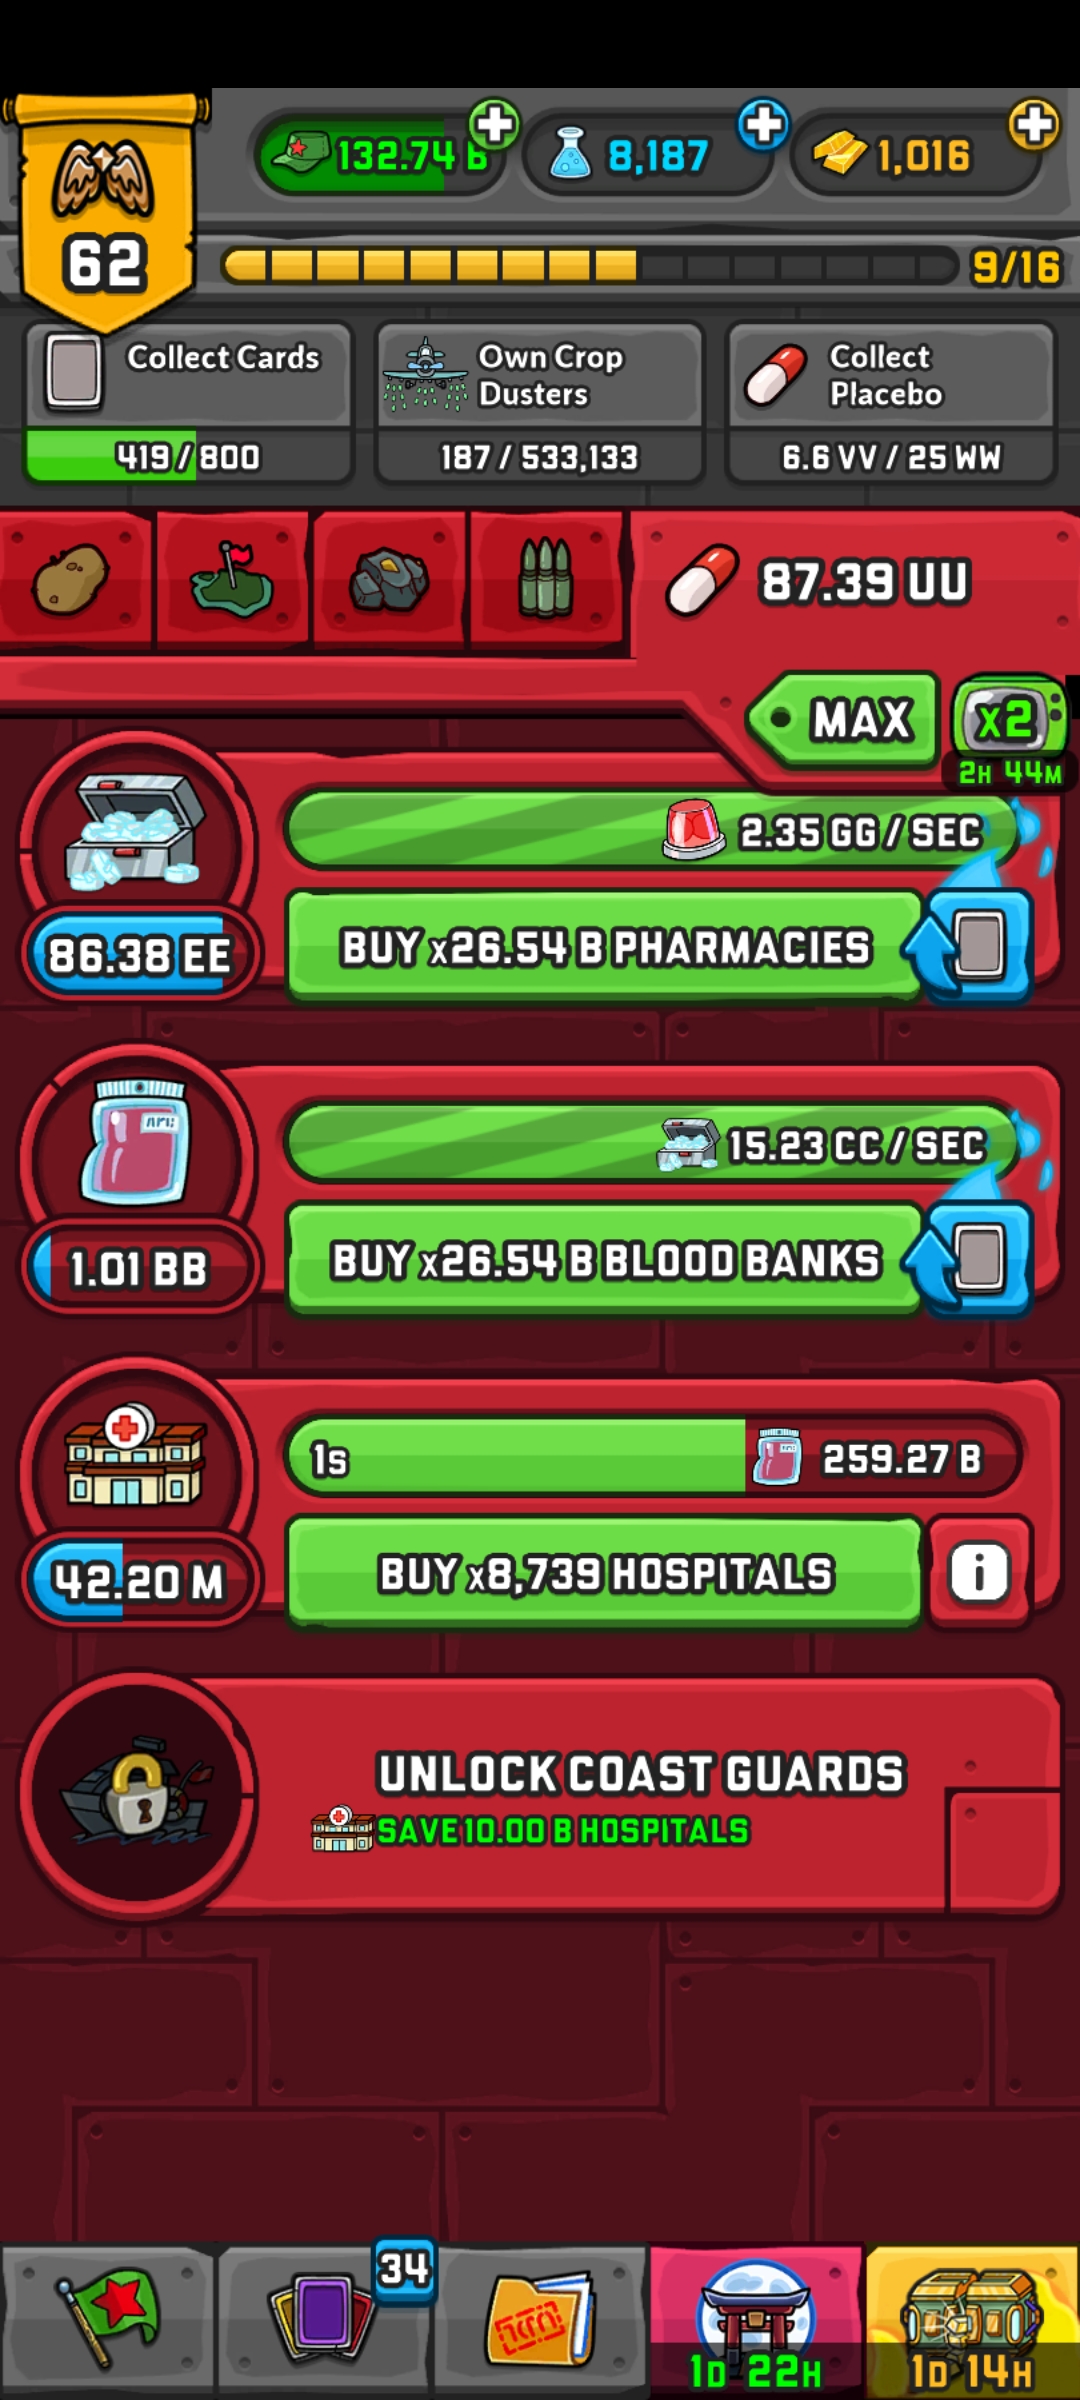 132.74 B
8,187
1,016
62
9/16
Collect Cards
419 / 800
Own Crop
Dusters
187 / 533,133
Collect
Placebo
6.6 VV / 25 WW
87.39 UU
MAX
x2
2H 44M
2.35 GG / SEC
86.38 EE
BUY x26.54 B PHARMACIES
15.23 CC / SEC
1.01 BB
BUY x26.54 B BLOOD BANKS
1s
259.27 B
42.20 M
BUY x8,739 HOSPITALS
i
UNLOCK COAST GUARDS
SAVE 10.00 B HOSPITALS
34
1D 22H
1D 14H